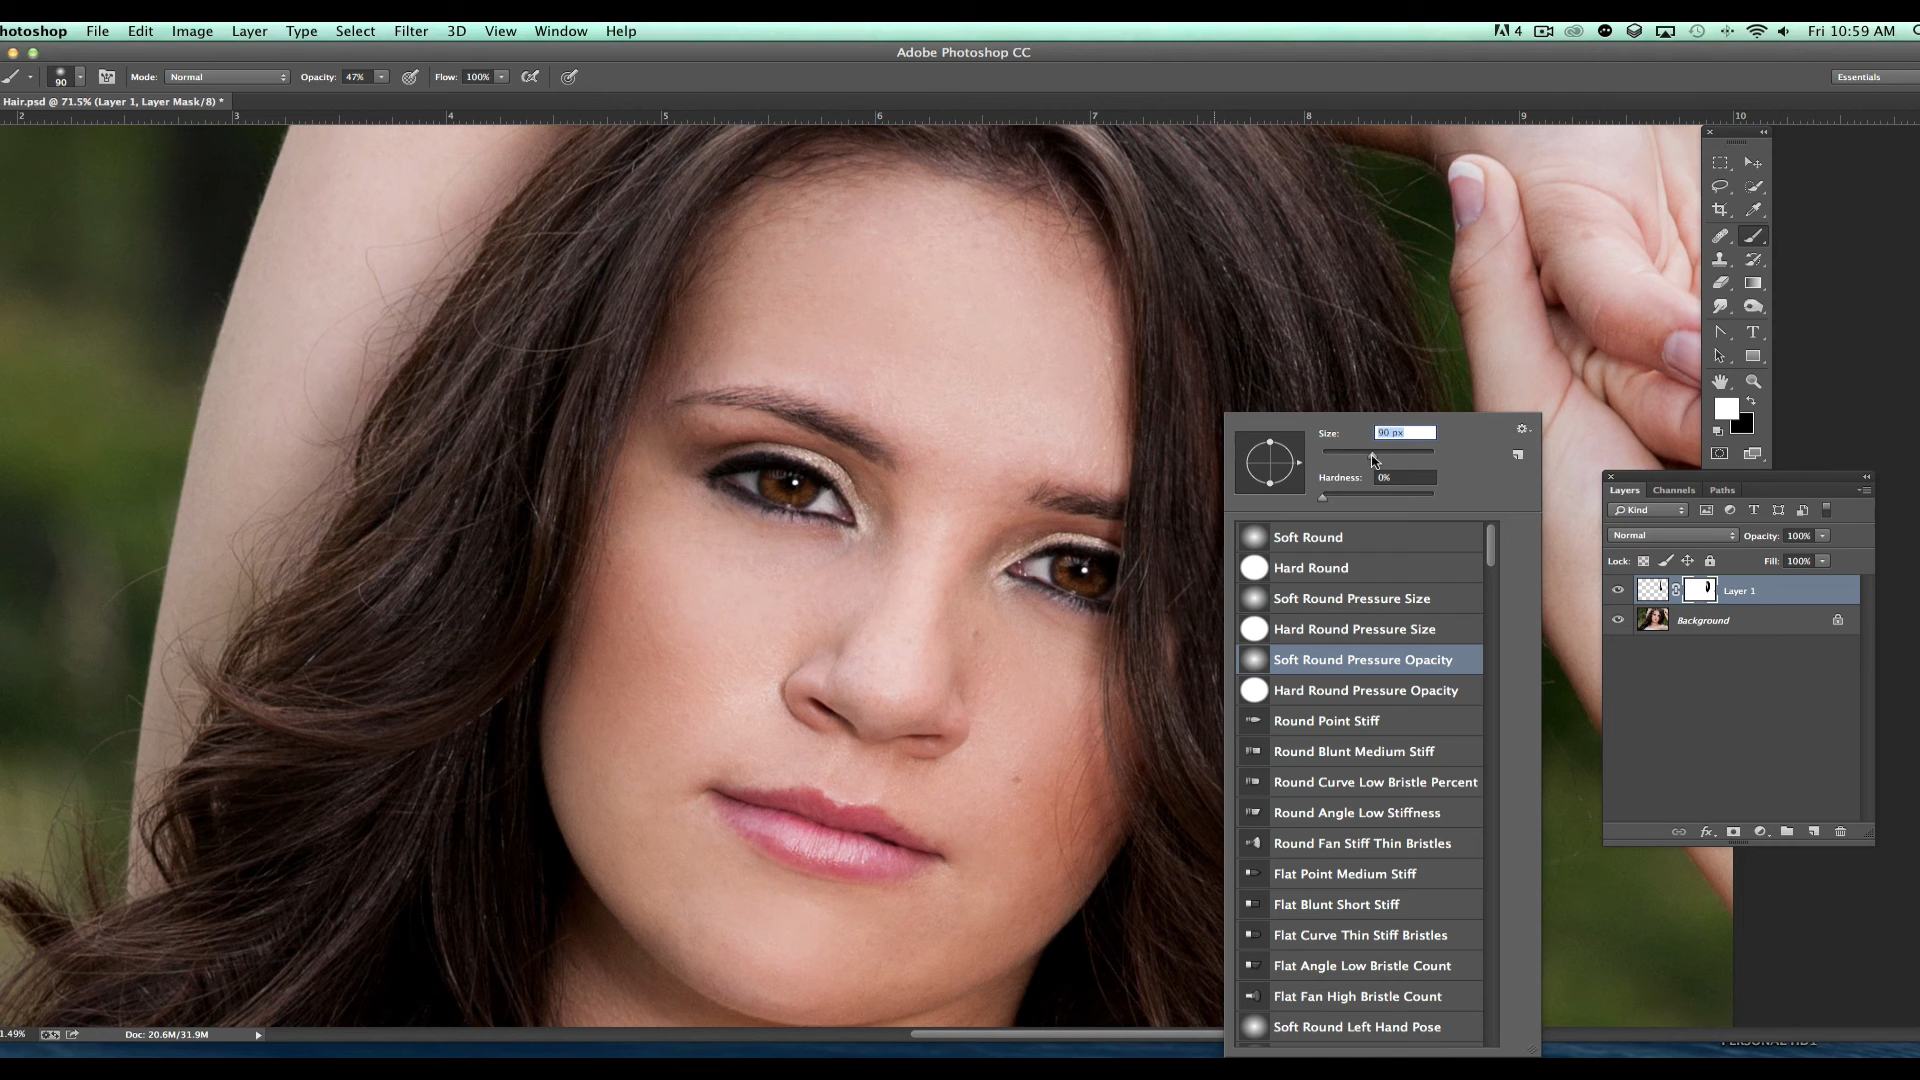 hotoshop File Edit Image Layer Type Select Filter 3D View Window Help 4 Fri 10:59 AM
Adobe Photoshop CC
90 Mode: Normal Opacity: 47% Flow: 100% Essentials
Hair.psd @ 71.5% (Layer 1, Layer Mask/8) *
2 3 4 5 6 7 8 9 10
Size: 90 px
Hardness: 0%
Soft Round
Hard Round
Soft Round Pressure Size
Hard Round Pressure Size
Soft Round Pressure Opacity
Hard Round Pressure Opacity
Round Point Stiff
Round Blunt Medium Stiff
Round Curve Low Bristle Percent
Round Angle Low Stiffness
Round Fan Stiff Thin Bristles
Flat Point Medium Stiff
Flat Blunt Short Stiff
Flat Curve Thin Stiff Bristles
Flat Angle Low Bristle Count
Flat Fan High Bristle Count
Soft Round Left Hand Pose
Layers Channels Paths
Kind
Normal Opacity: 100%
Lock: Fill: 100%
Layer 1
Background
fx
1.49% Doc: 20.6M/31.9M